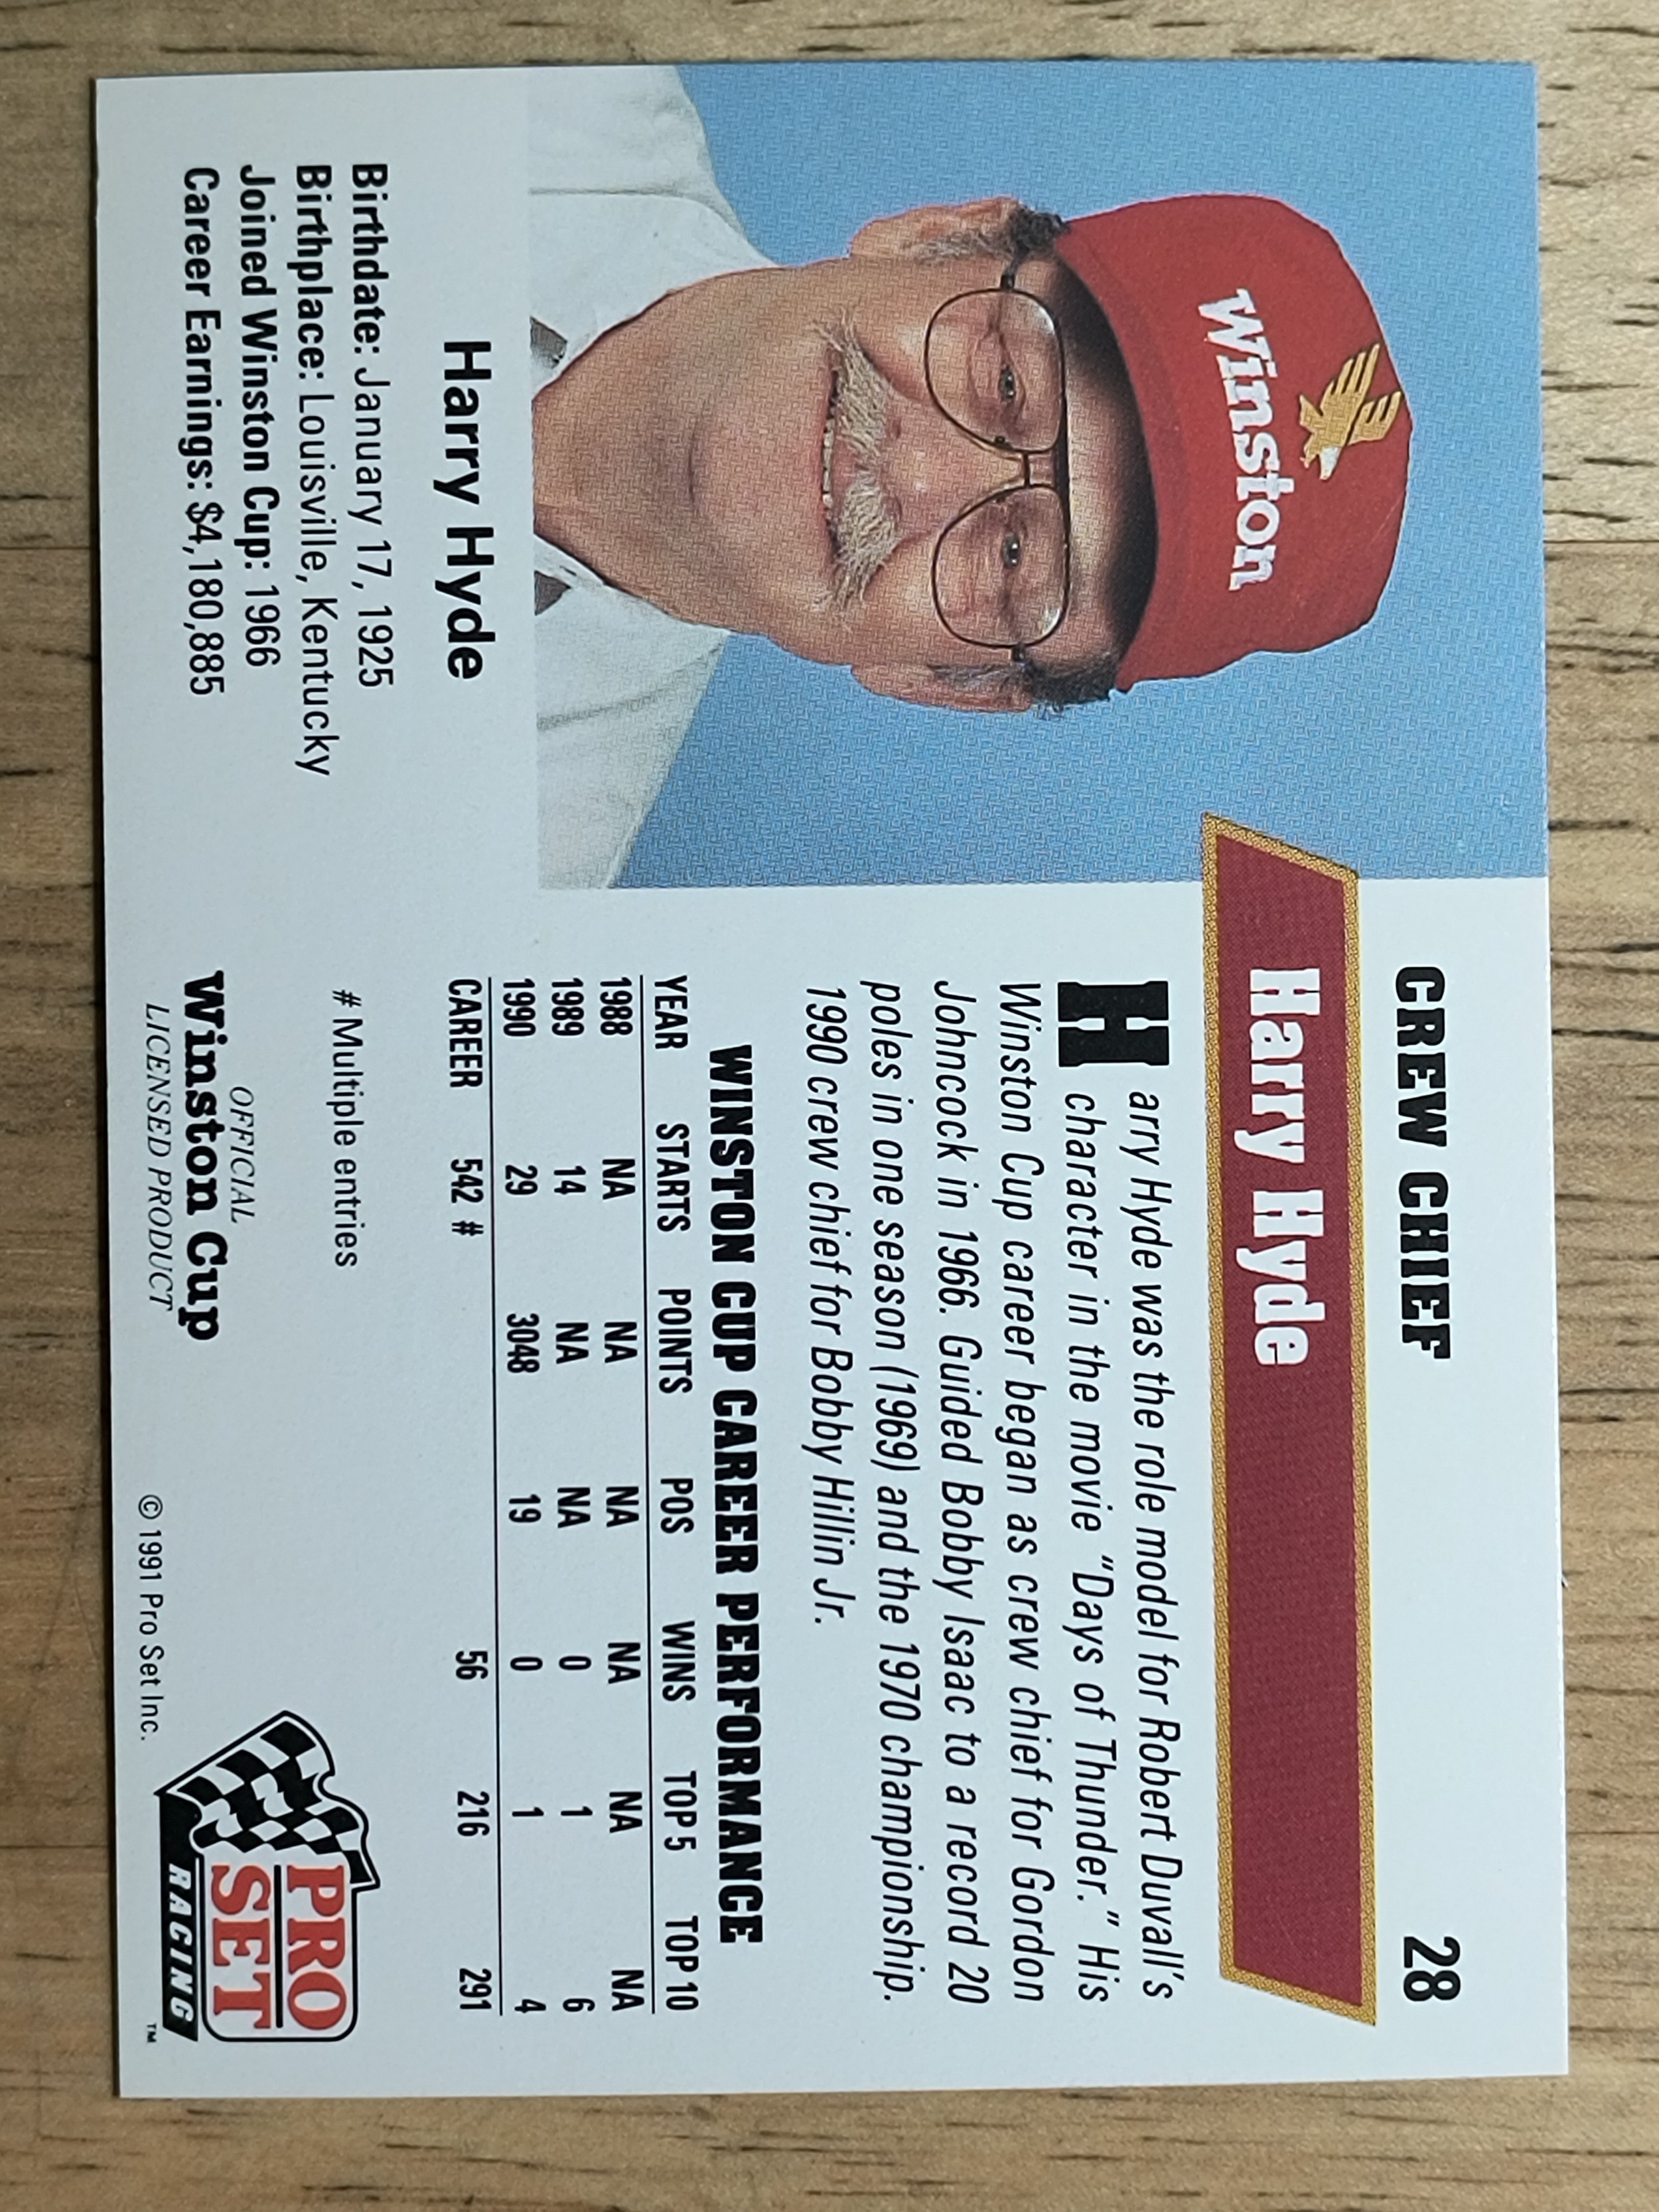 Winston
CREW CHIEF 28
Harry Hyde
Harry Hyde was the role model for Robert Duvall's
character in the movie "Days of Thunder." His
Winston Cup career began as crew chief for Gordon
Johncock in 1966. Guided Bobby Isaac to a record 20
poles in one season (1969) and the 1970 championship.
1990 crew chief for Bobby Hillin Jr.
WINSTON CUP CAREER PERFORMANCE
YEAR STARTS POINTS POS WINS TOP 5 TOP 10
1988 NA NA NA NA NA NA
1989 14 NA NA 0 1 6
1990 29 3048 19 0 1 4
CAREER 542 # 56 216 291
# Multiple entries
Harry Hyde
Birthdate: January 17, 1925
Birthplace: Louisville, Kentucky
Joined Winston Cup: 1966
Career Earnings: $4,180,885
OFFICIAL
Winston Cup
LICENSED PRODUCT
© 1991 Pro Set Inc.
PRO
SET
RACING
TM